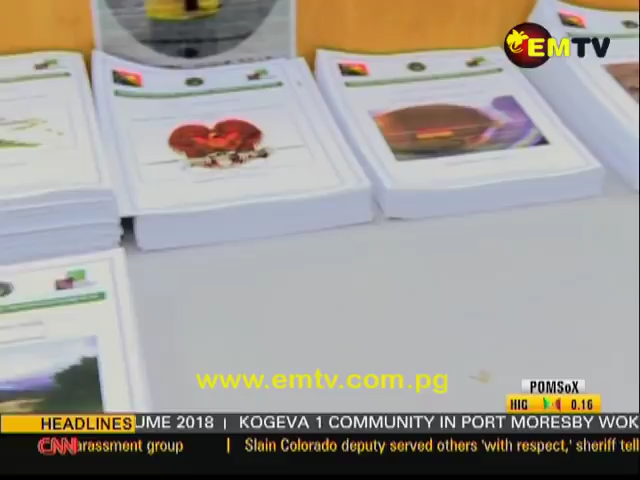 EMTV
www.emtv.com.pg
POMSoX
HIG 0.16
HEADLINES UME 2018 | KOGEVA 1 COMMUNITY IN PORT MORESBY WOK
CNN arassment group | Slain Colorado deputy served others 'with respect,' sheriff tell